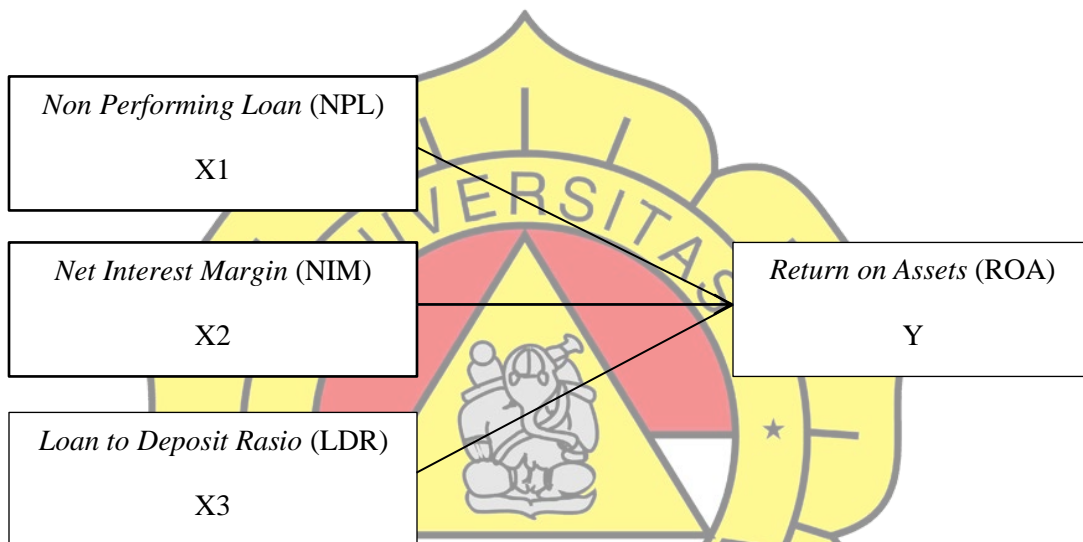 Non Performing Loan (NPL)
X1
UNIVERSITAS
Net Interest Margin (NIM)
X2
Return on Assets (ROA)
Y
Loan to Deposit Rasio (LDR)
X3